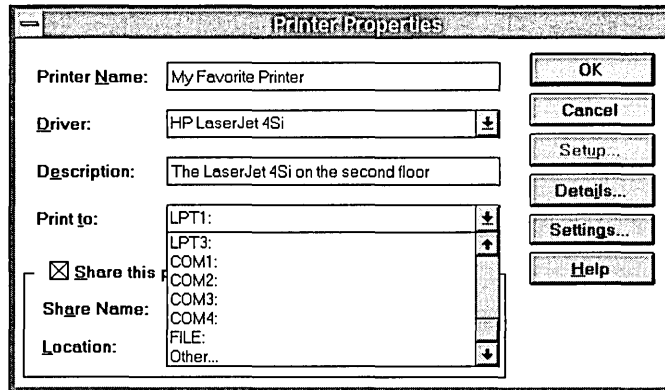 Printer Properties
Printer Name: My Favorite Printer
Driver: HP LaserJet 4Si
Description: The LaserJet 4Si on the second floor
Print to: LPT1:
LPT3:
COM1:
COM2:
COM3:
COM4:
FILE:
Other...
Share this
Share Name:
Location:
OK
Cancel
Setup...
Details...
Settings...
Help